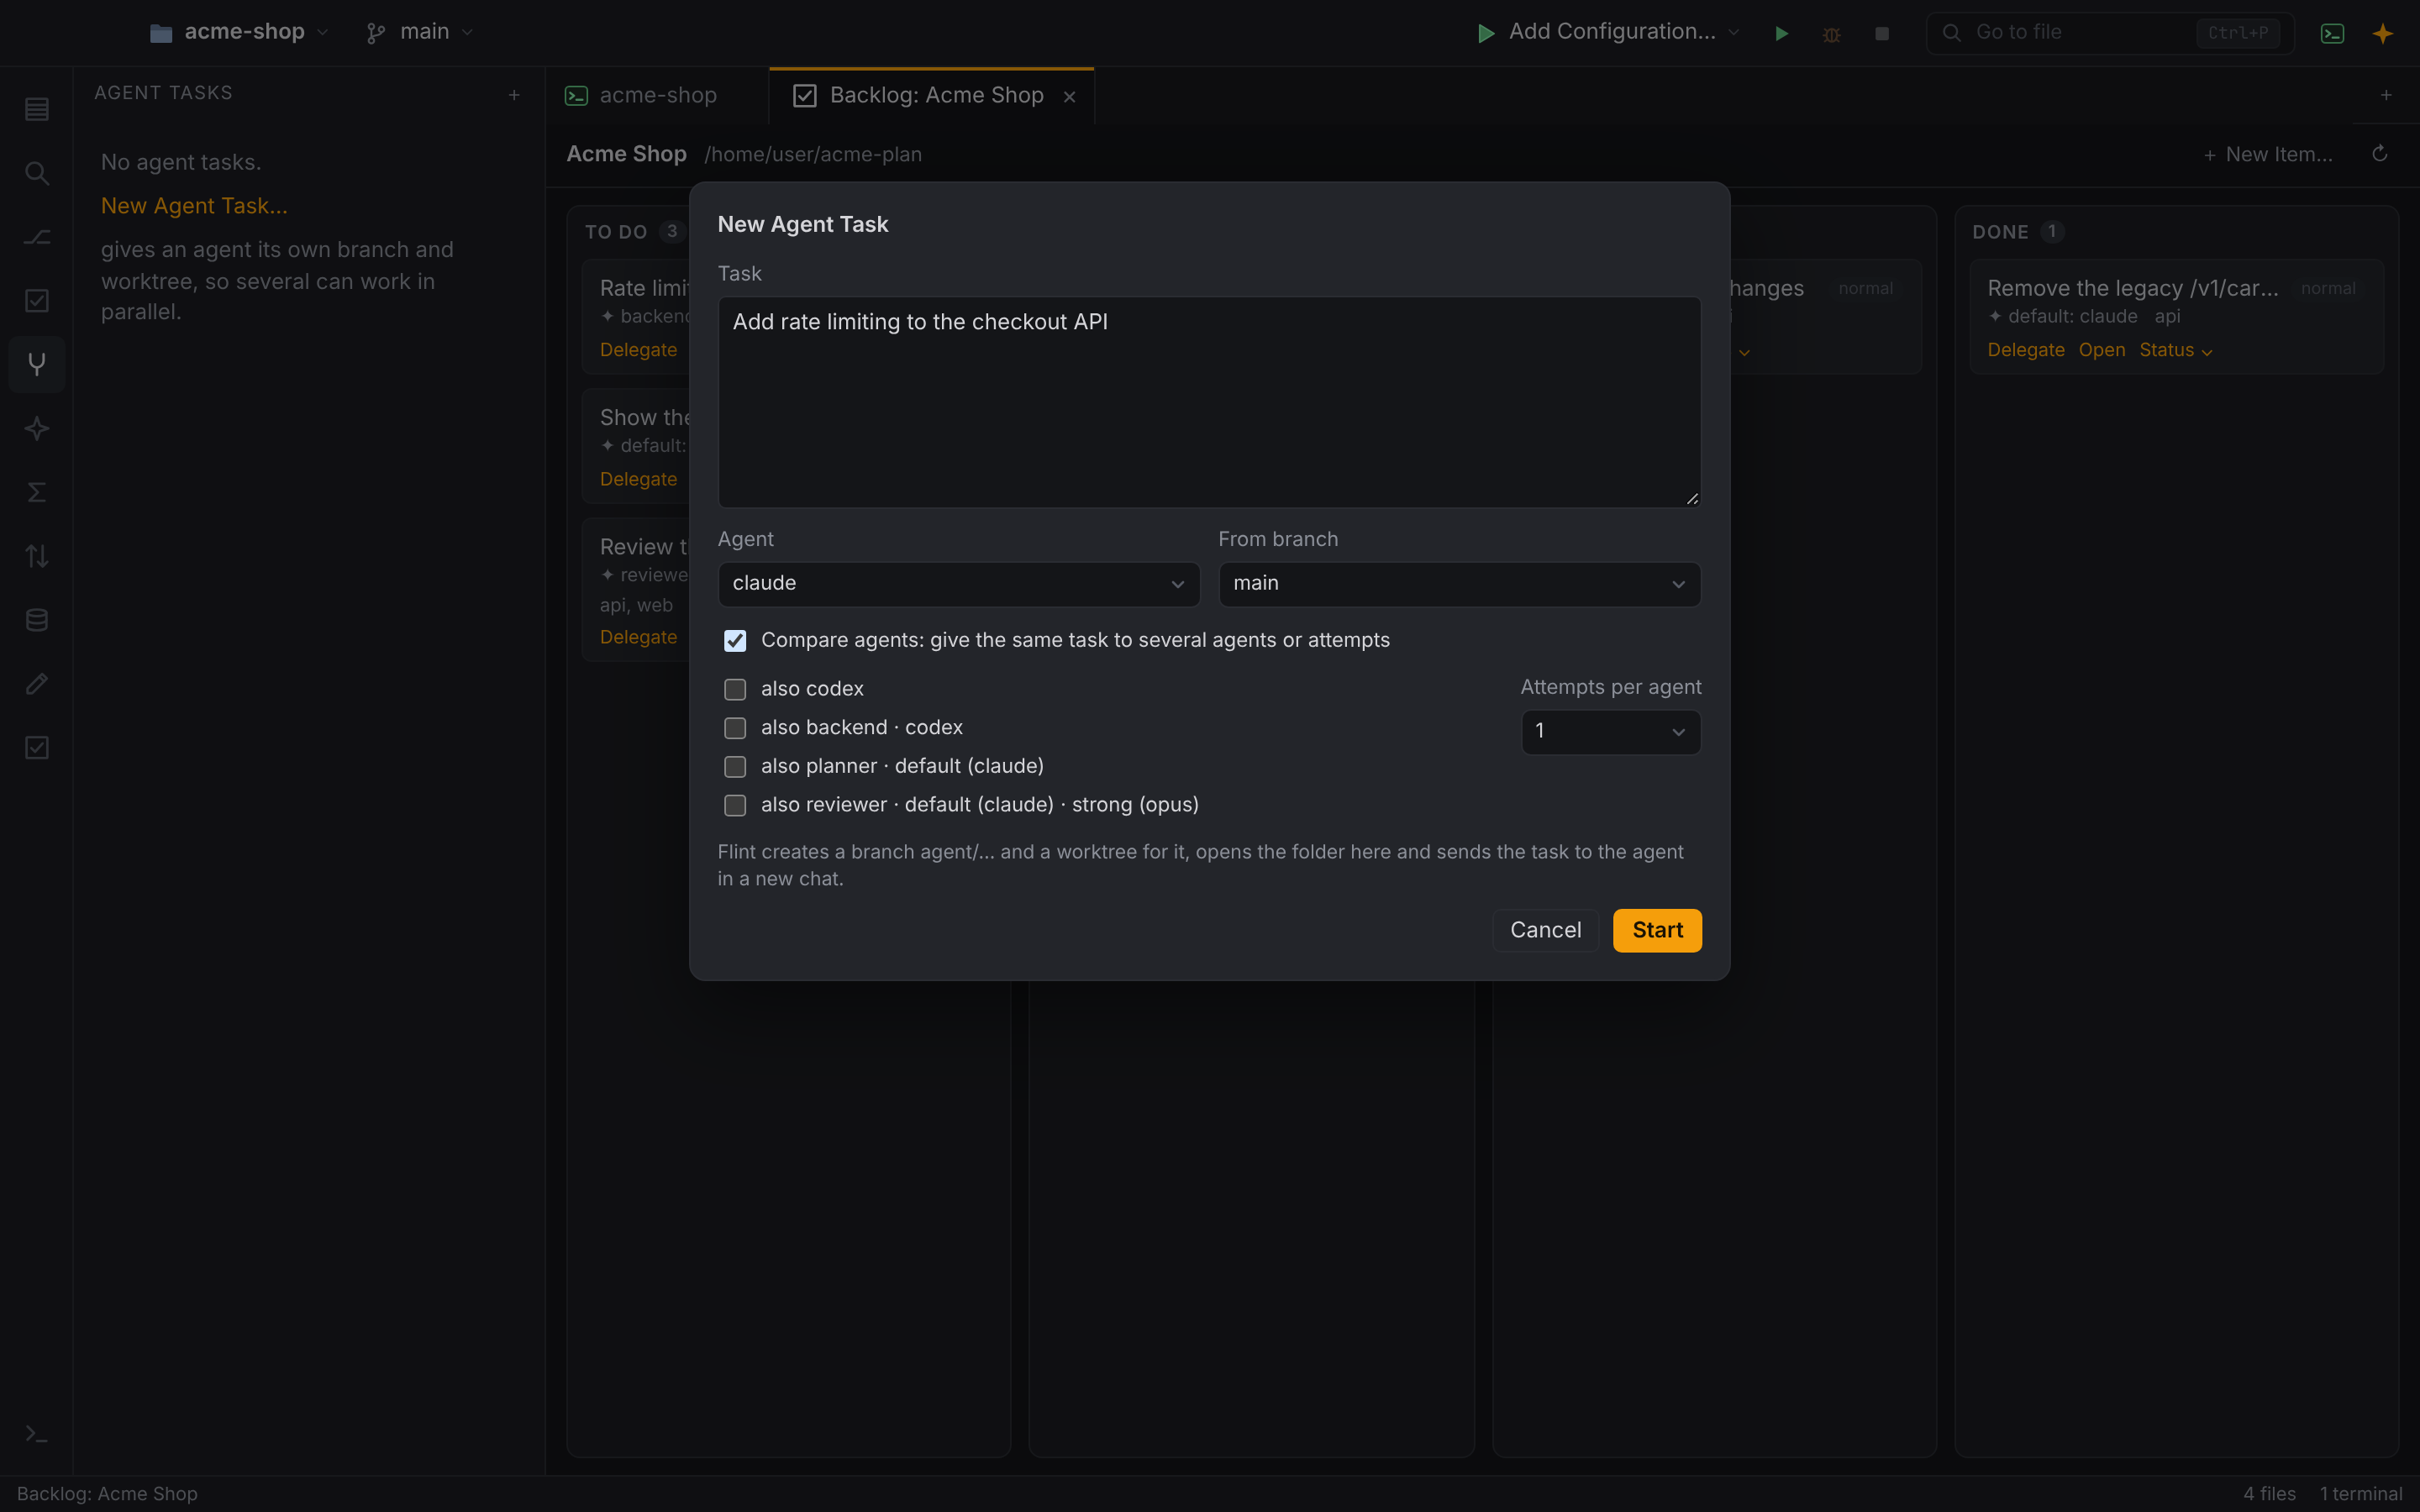 acme-shop
main
Add Configuration...
Go to file
Ctrl+P
AGENT TASKS
+
No agent tasks.
New Agent Task...
gives an agent its own branch and
worktree, so several can work in
parallel.
acme-shop
Backlog: Acme Shop
Acme Shop /home/user/acme-plan
+ New Item...
TO DO 3
Delegate
Show the
default:
Delegate
Review
api, web
Delegate
New Agent Task
Task
Add rate limiting to the checkout API
Agent
From branch
claude
main
Compare agents: give the same task to several agents or attempts
also codex
also backend · codex
also planner · default (claude)
also reviewer · default (claude) · strong (opus)
Attempts per agent
1
Flint creates a branch agent/... and a worktree for it, opens the folder here and sends the task to the agent
in a new chat.
Cancel
Start
normal
DONE 1
Remove the legacy /v1/car... normal
default: claude api
Delegate Open Status
Backlog: Acme Shop
4 files 1 terminal